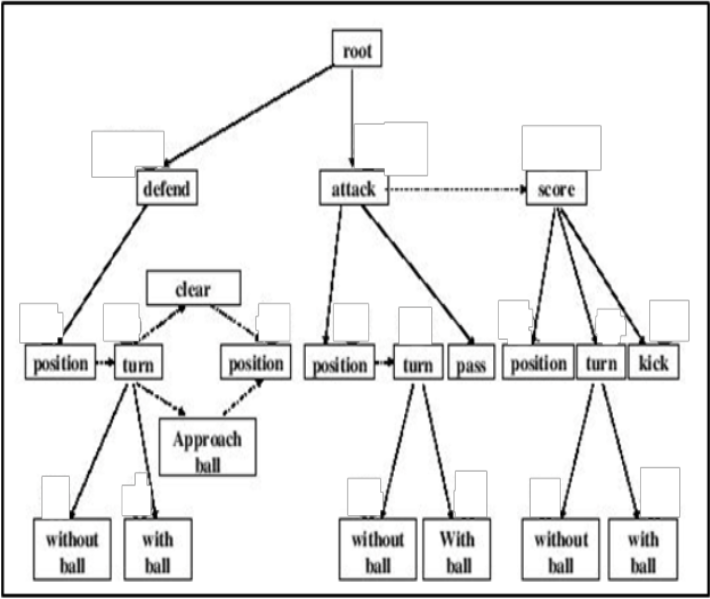 root
defend
attack
score
clear
position
turn
position
position
turn
pass
position
turn
kick
Approach
ball
without
ball
with
ball
without
ball
With
ball
without
ball
with
ball